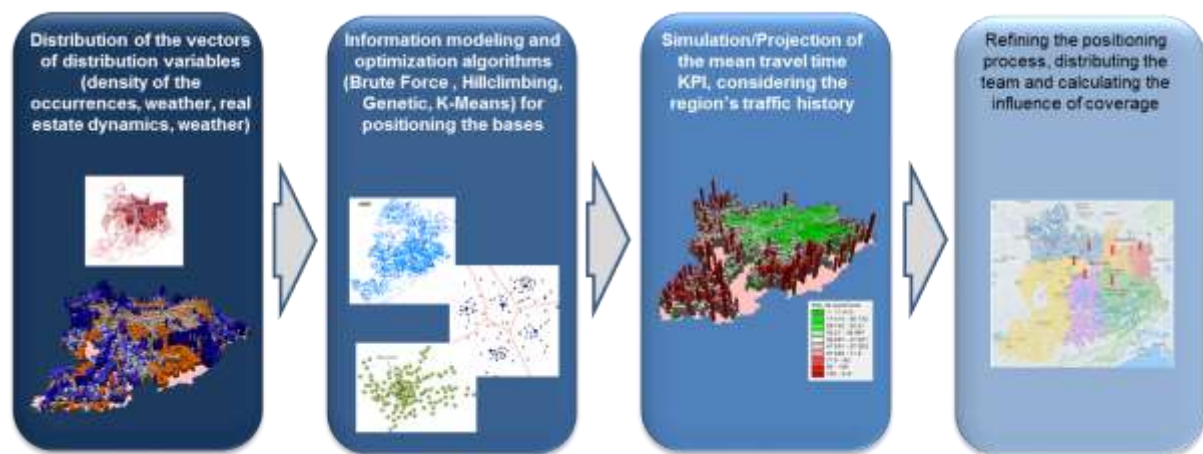 Distribution of the vectors
of distribution variables
(density of the
occurrences, weather, real
estate dynamics, weather)
Information modeling and
optimization algorithms
(Brute Force , Hillclimbing,
Genetic, K-Means) for
positioning the bases
Simulation/Projection of
the mean travel time
KPI, considering the
region's traffic history
Refining the positioning
process, distributing the
team and calculating the
influence of coverage